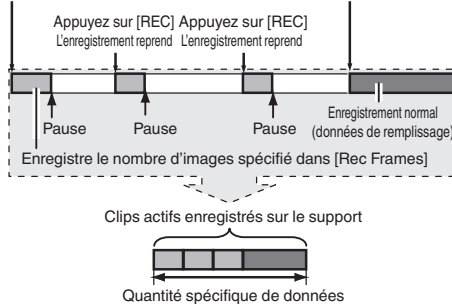 Appuyez sur [REC] Appuyez sur [REC]
L'enregistrement reprend L'enregistrement reprend
Pause Pause Pause
Enregistrement normal
(données de remplissage)
Enregistre le nombre d'images spécifié dans [Rec Frames]
Clips actifs enregistrés sur le support
Quantité spécifique de données